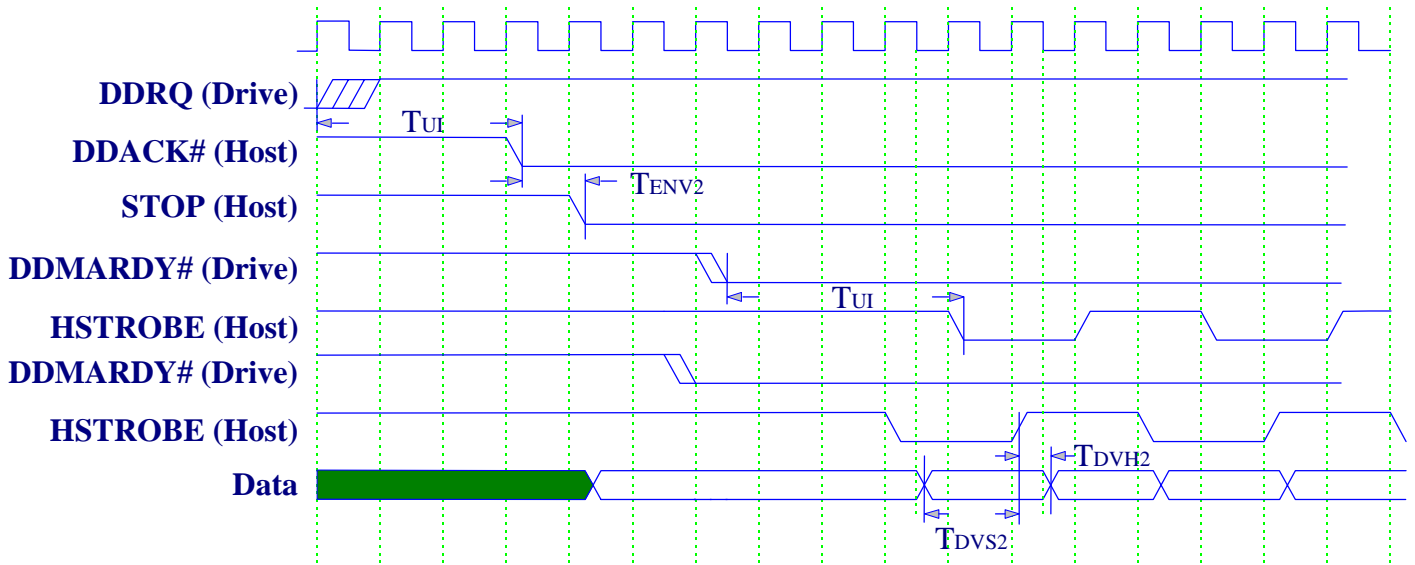 DDRQ (Drive)
TUI
DDACK# (Host)
TENV2
STOP (Host)
DDMARDY# (Drive)
TUI
HSTROBE (Host)
DDMARDY# (Drive)
HSTROBE (Host)
TDVH2
Data
TDVS2